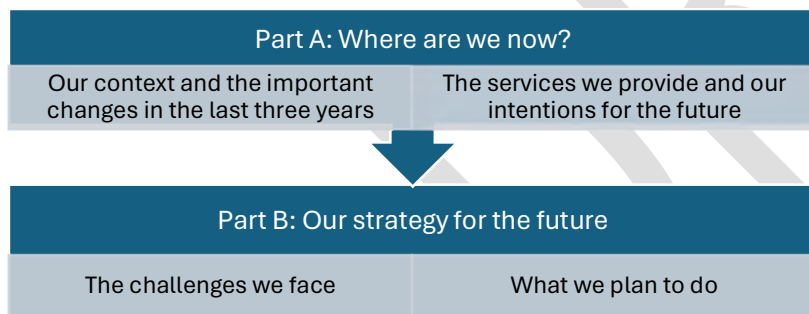 Part A: Where are we now?
Our context and the important
changes in the last three years
The services we provide and our
intentions for the future
Part B: Our strategy for the future
The challenges we face
What we plan to do